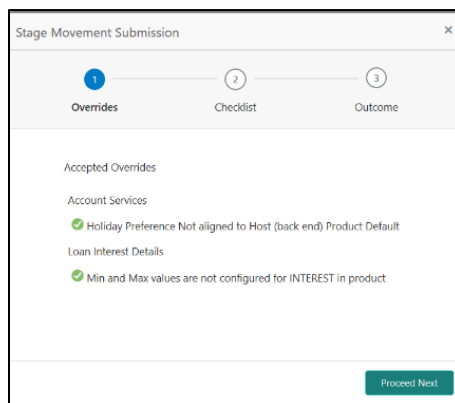 Stage Movement Submission ×
1 2 3
Overrides Checklist Outcome
Accepted Overrides
Account Services
Holiday Preference Not aligned to Host (back end) Product Default
Loan Interest Details
Min and Max values are not configured for INTEREST in product
Proceed Next